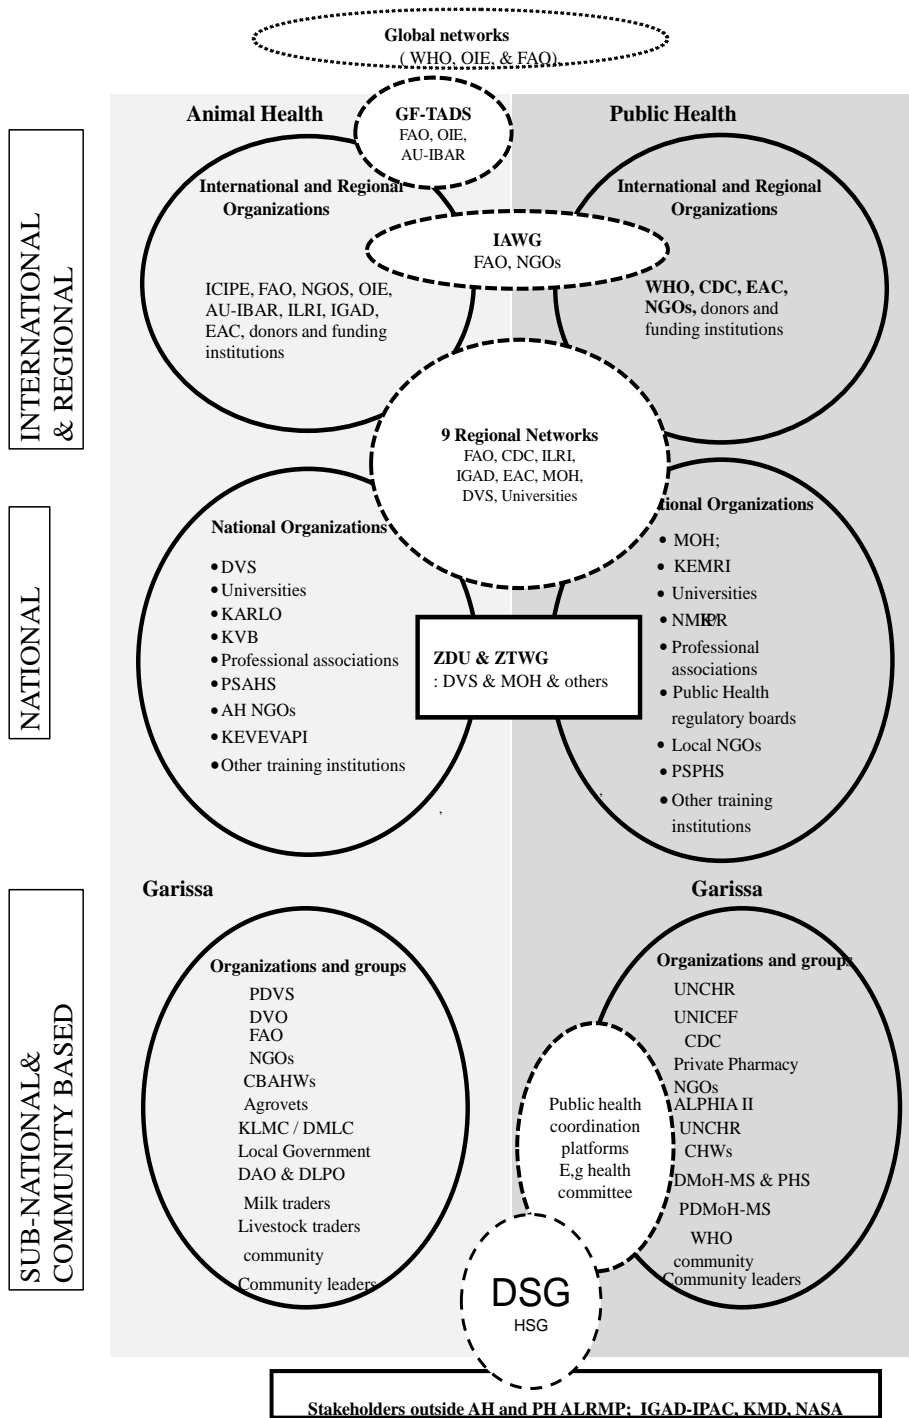 Global networks
( WHO, OIE, & FAO)
Animal Health
Public Health
GF-TADS
FAO, OIE,
AU-IBAR
INTERNATIONAL
& REGIONAL
International and Regional
Organizations
ICIPE, FAO, NGOS, OIE,
AU-IBAR, ILRI, IGAD,
EAC, donors and funding
institutions
IAWG
FAO, NGOs
International and Regional
Organizations
WHO, CDC, EAC,
NGOs, donors and
funding institutions
9 Regional Networks
FAO, CDC, ILRI,
IGAD, EAC, MOH,
DVS, Universities
NATIONAL
National Organizations
• DVS
• Universities
• KARLO
• KVB
• Professional associations
• PSAHS
• AH NGOs
• KEVEVAPI
• Other training institutions
ZDU & ZTWG
: DVS & MOH & others
tional Organizations
• MOH;
• KEMRI
• Universities
• Professional
associations
• Public Health
regulatory boards
• Local NGOs
• PSPHS
• Other training
institutions
SUB-NATIONAL&
COMMUNITY BASED
Garissa
Organizations and groups
PDVS
DVO
FAO
NGOs
CBAHWs
Agrovets
KLMC / DMLC
Local Government
DAO & DLPO
Milk traders
Livestock traders
community
Community leaders
Public health
coordination
platforms
E,g health
committee
Garissa
Organizations and groups
UNCHR
UNICEF
CDC
Private Pharmacy
NGOs
ALPHIA II
UNCHR
CHWs
DMoH-MS & PHS
PDMoH-MS
WHO
community
Community leaders
DSG
HSG
Stakeholders outside AH and PH ALRMP; IGAD-IPAC, KMD, NASA